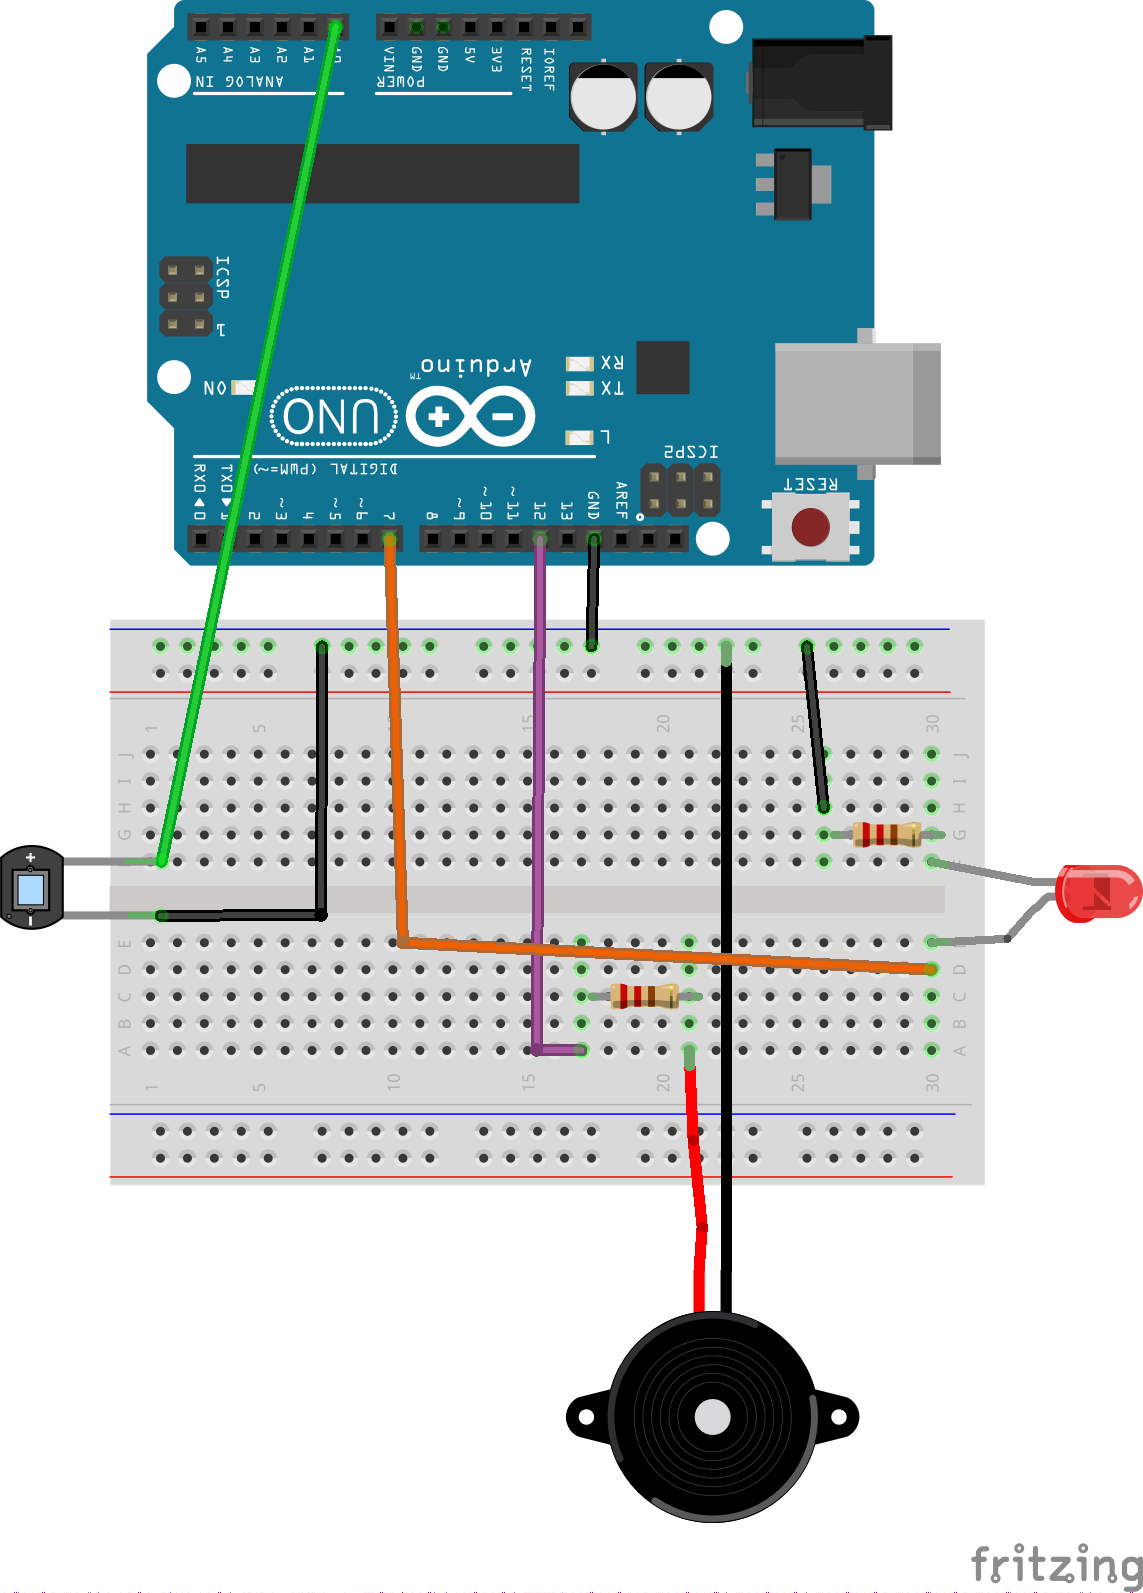 A5 A4 A3 A2 A1 A0 VIN GND GND 5V 3V3 RESET IOREF
ANALOG IN
POWER
ICSP
1
Arduino
TM
RX
ON
TX
UNO
L
ICSP2
DIGITAL (PWM=~)
RESET
RX0 0 TX0 1 2 ~3 4 ~5 ~6 7 8 ~9 ~10 ~11 12 13 GND AREF
1 5 10 15 20 25 30
J J
I I
H H
G G
F
+
-
E E
D D
C C
B B
A A
1 5 10 15 20 25 30
fritzing